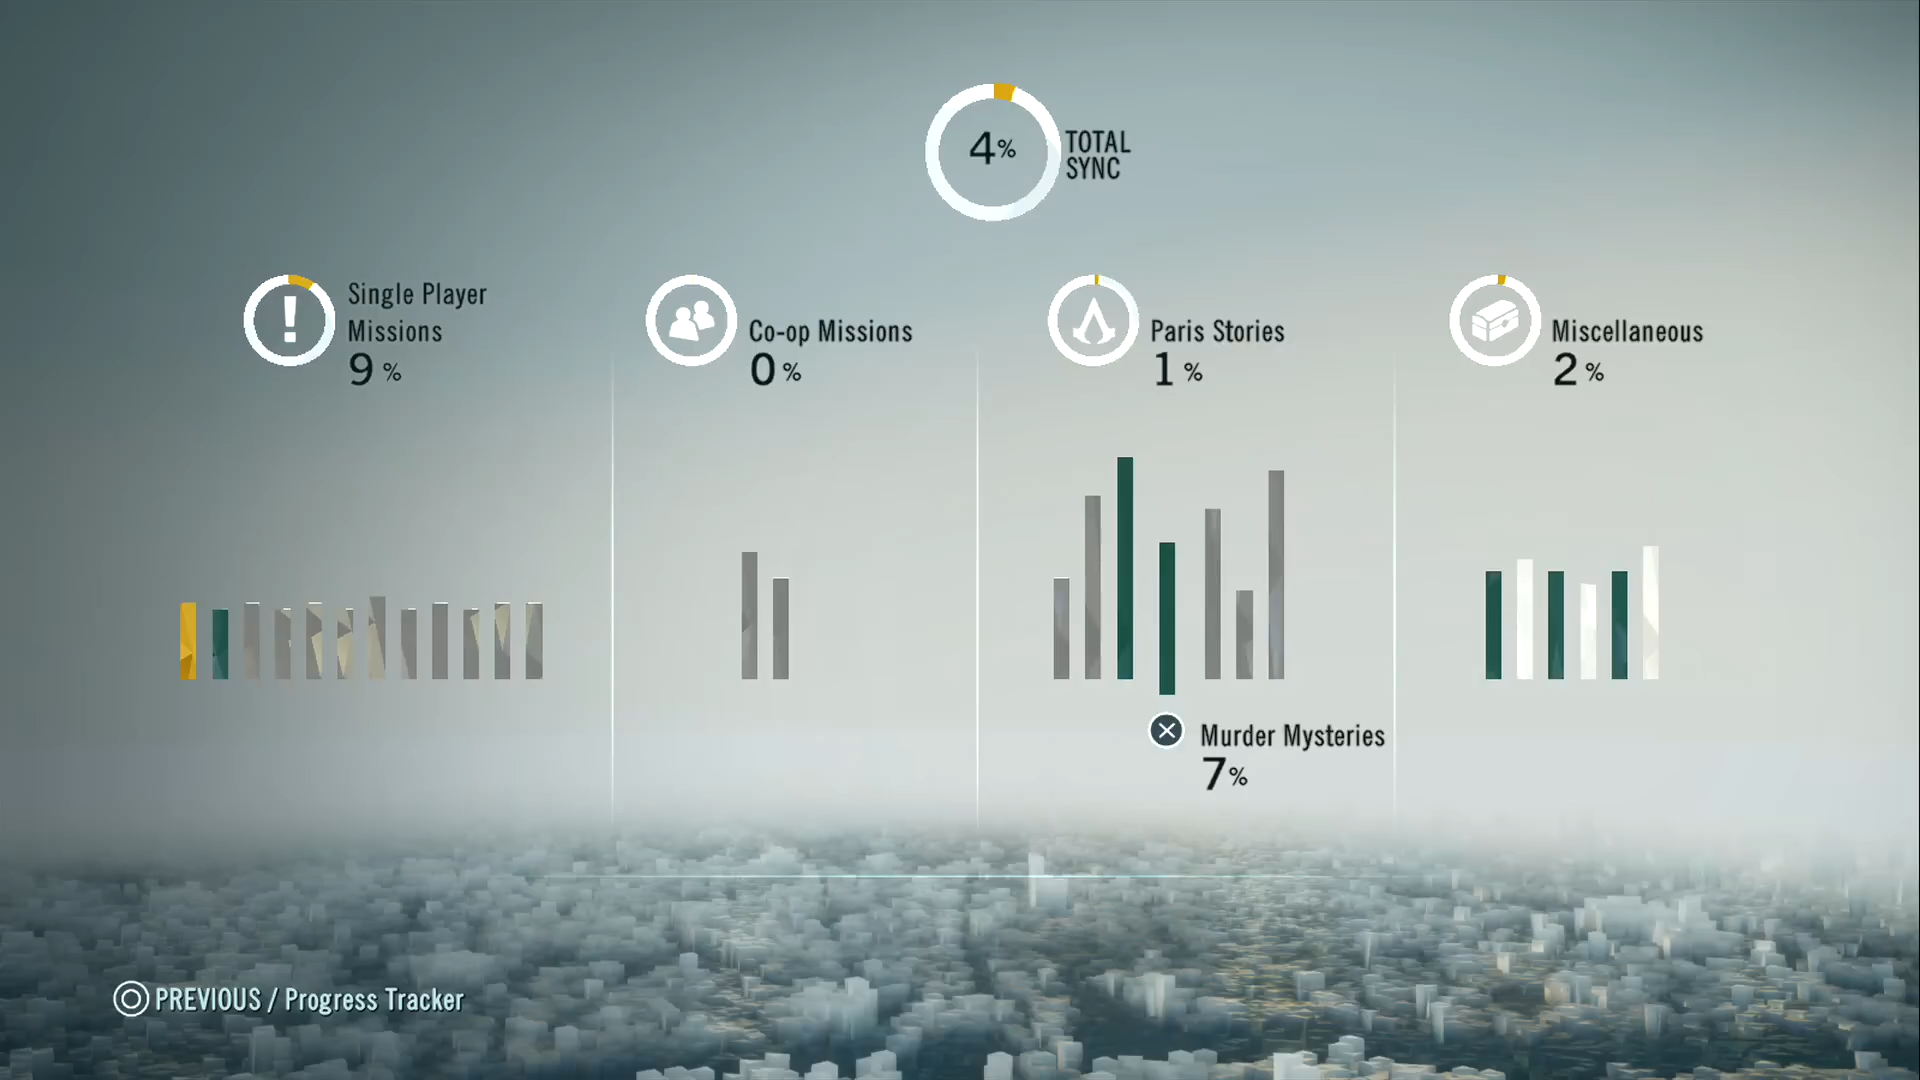 4%
TOTAL
SYNC
Single Player
Missions
9 %
Co-op Missions
0 %
Paris Stories
1 %
Miscellaneous
2 %
Murder Mysteries
7%
PREVIOUS / Progress Tracker